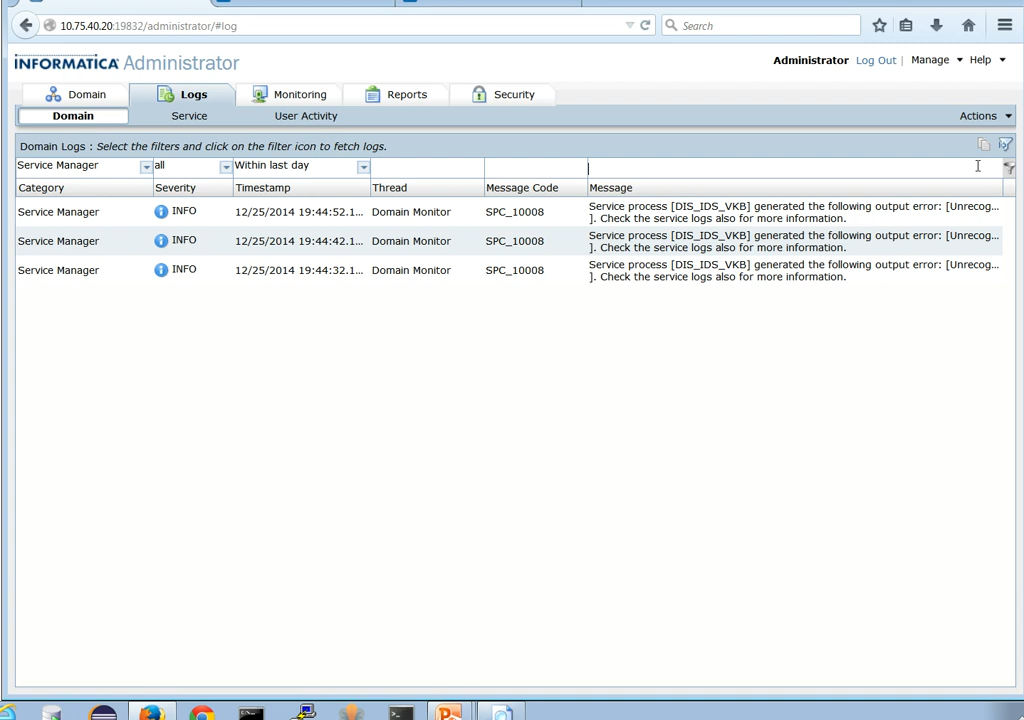 10.75.40.20:19832/administrator/#log
Search
INFORMATICA Administrator
Administrator Log Out | Manage Help
Domain Logs Monitoring Reports Security
Domain Service User Activity Actions
Domain Logs : Select the filters and click on the filter icon to fetch logs.
Service Manager all Within last day
Category Severity Timestamp Thread Message Code Message
Service Manager INFO 12/25/2014 19:44:52.1... Domain Monitor SPC_10008 Service process [DIS_IDS_VKB] generated the following output error: [Unrecog...
]. Check the service logs also for more information.
Service Manager INFO 12/25/2014 19:44:42.1... Domain Monitor SPC_10008 Service process [DIS_IDS_VKB] generated the following output error: [Unrecog...
]. Check the service logs also for more information.
Service Manager INFO 12/25/2014 19:44:32.1... Domain Monitor SPC_10008 Service process [DIS_IDS_VKB] generated the following output error: [Unrecog...
]. Check the service logs also for more information.